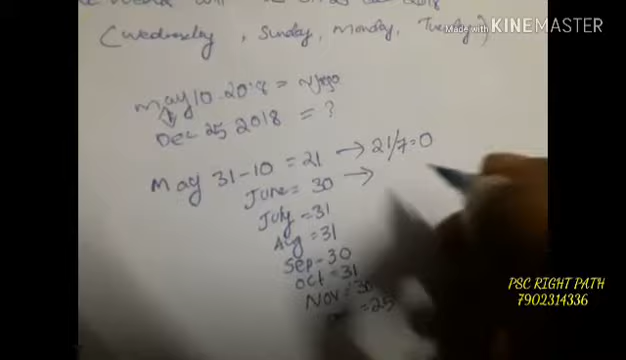 Made with KINEMASTER
(Wednesday, Sunday, Monday, Tuesday)
May 10 2018 =
Dec 25 2018 = ?
May 31-10 = 21 → 21/7=0
June = 30 →
July = 31
Aug = 31
Sep - 30
Oct = 31
Nov = 30
= 25
PSC RIGHT PATH
7902314336